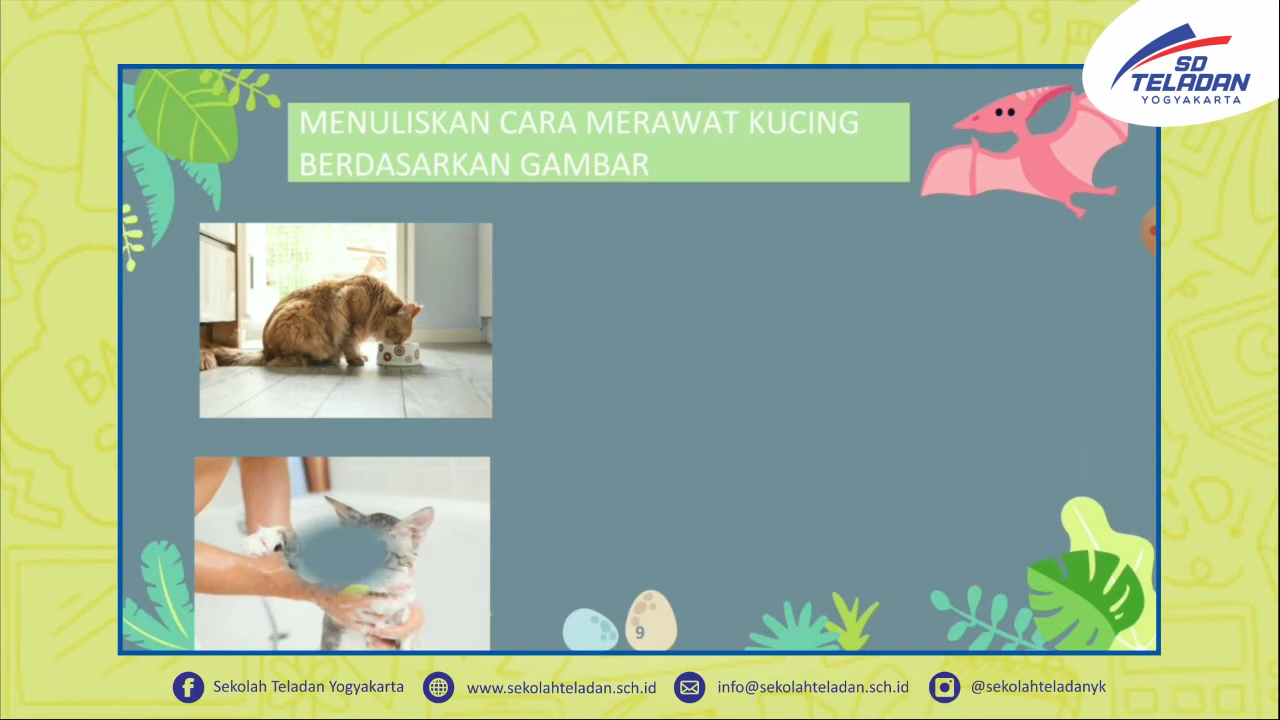 SD
TELADAN
YOGYAKARTA
MENULISKAN CARA MERAWAT KUCING
BERDASARKAN GAMBAR
9
Sekolah Teladan Yogyakarta
www.sekolahteladan.sch.id
info@sekolahteladan.sch.id
@sekolahteladanyk